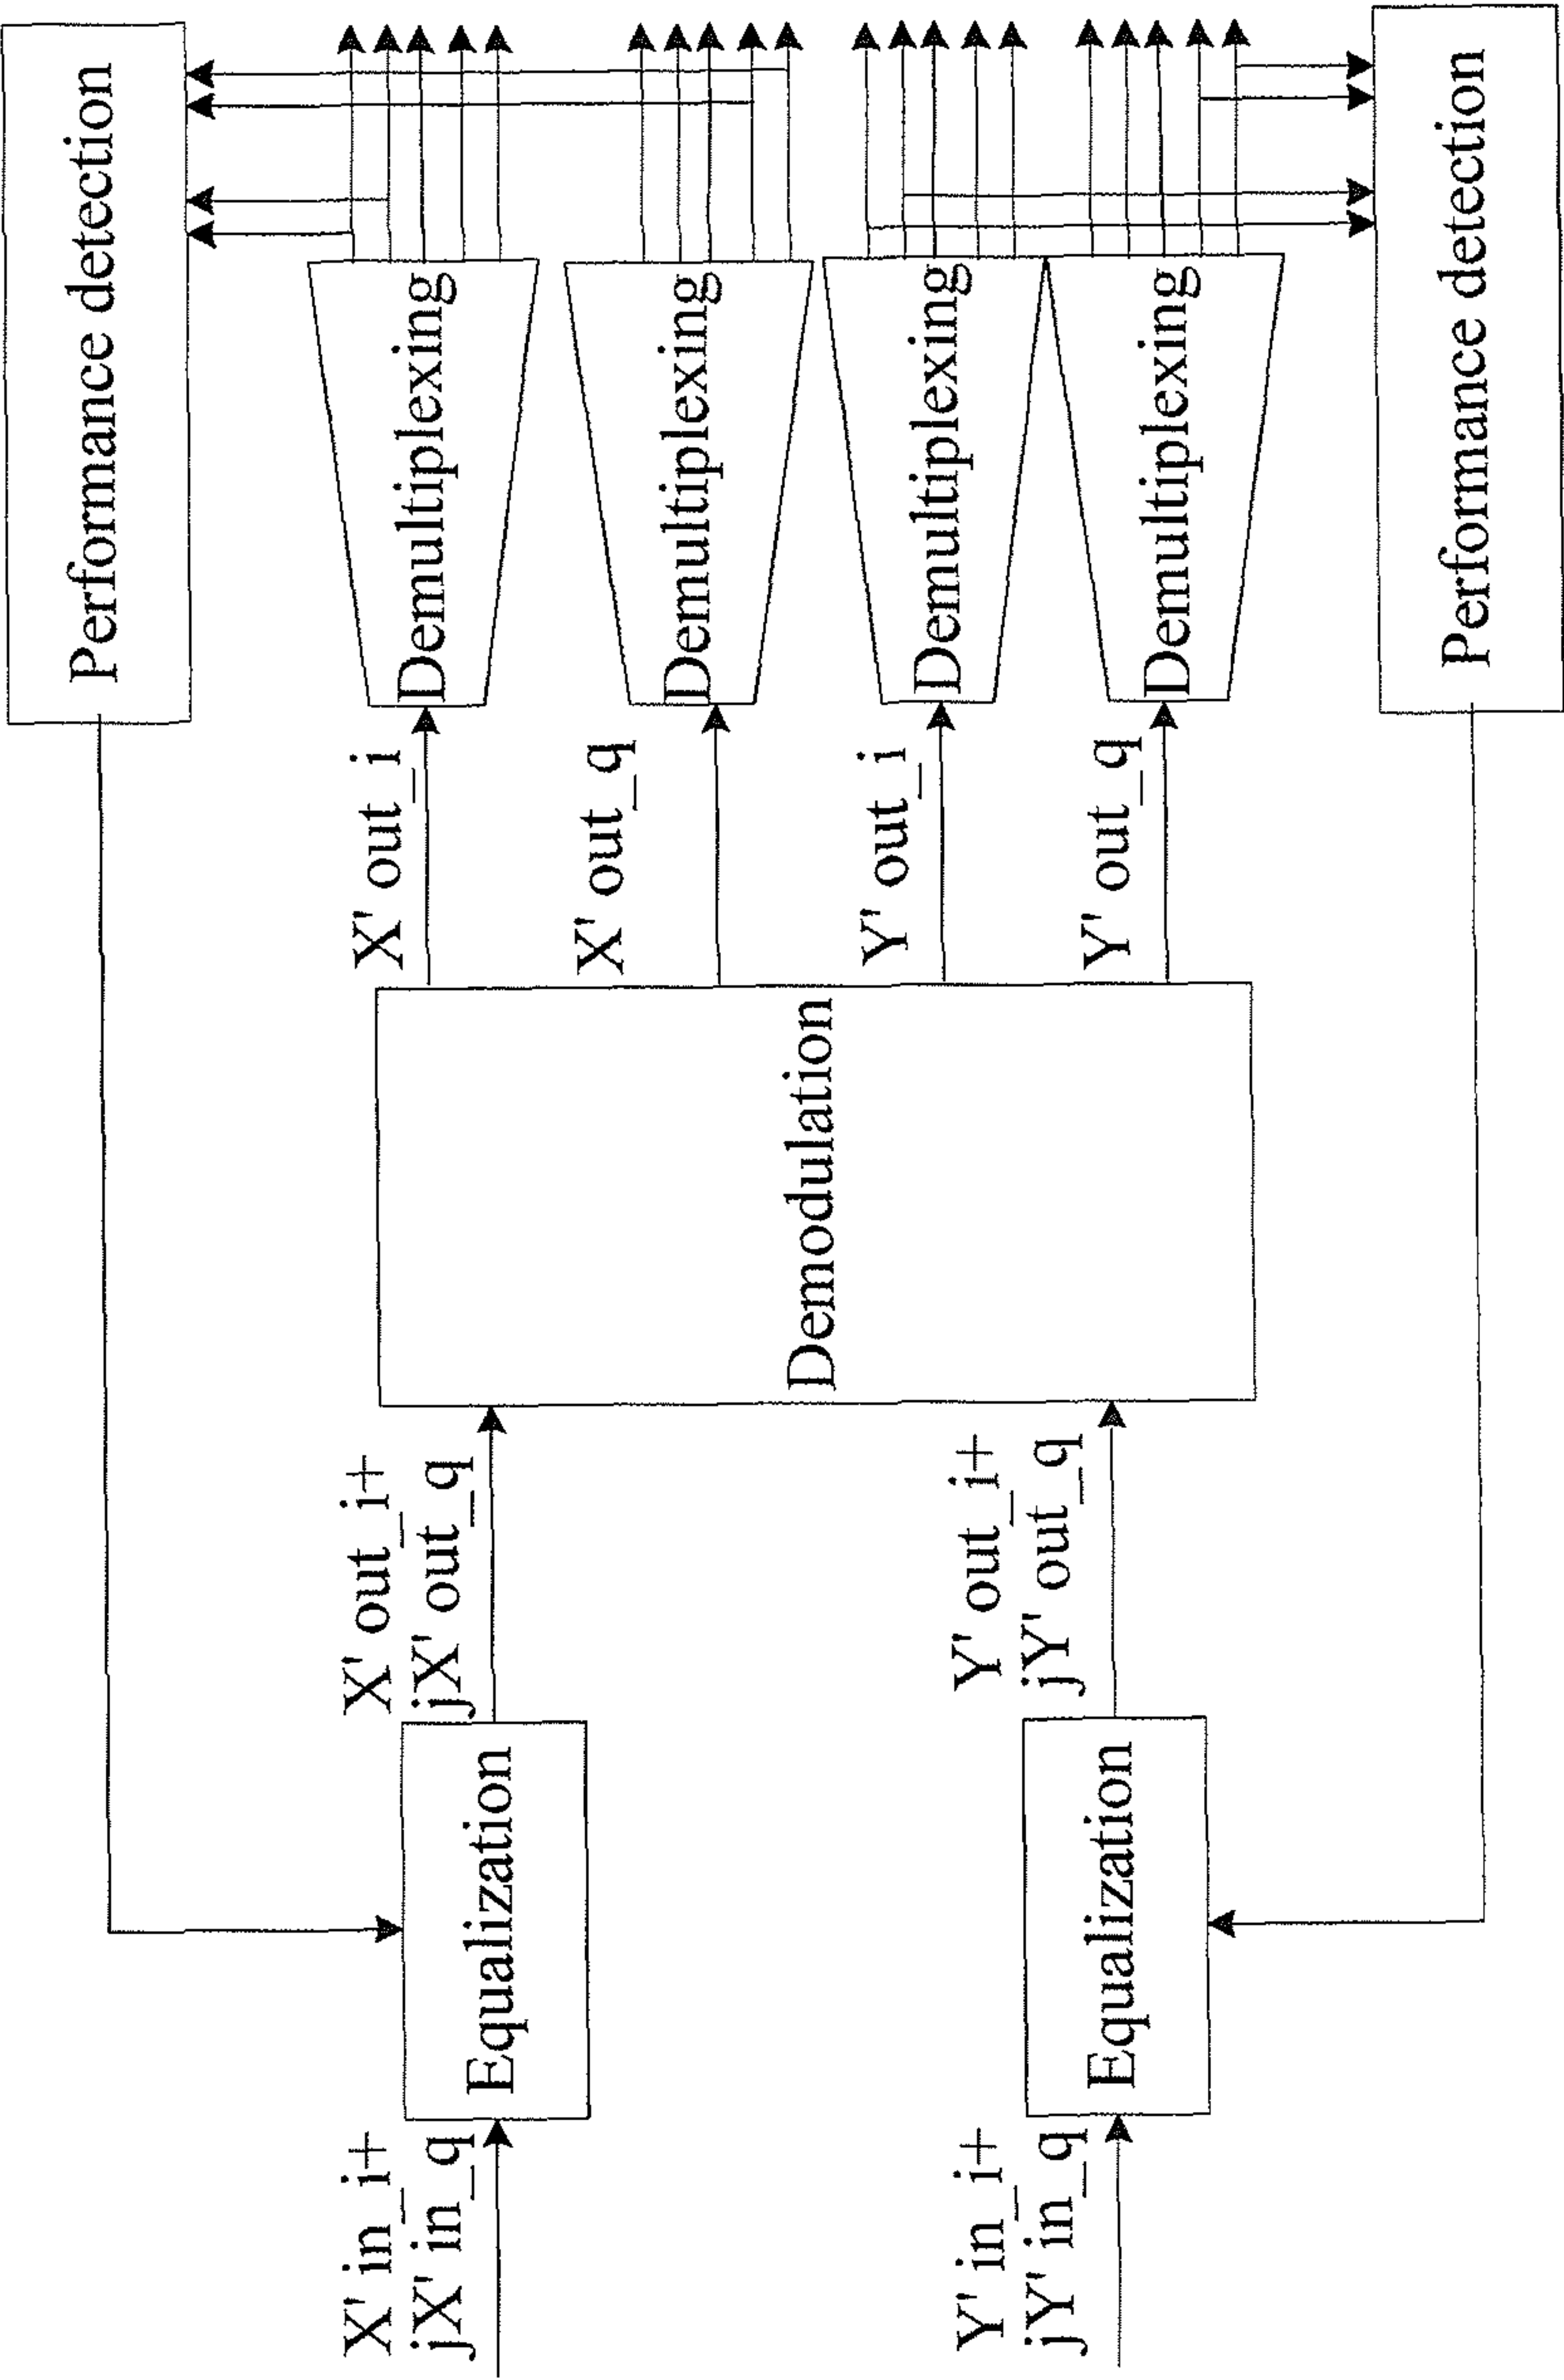 Performance detection
X' in_i+
jX' in_q
Equalization
X' out_i+
jX' out_q
Y' in_i+
jY' in_q
Equalization
Y' out_i+
jY' out_q
Demodulation
X' out_i
X' out_q
Y' out_i
Y' out_q
Demultiplexing
Demultiplexing
Demultiplexing
Demultiplexing
Performance detection